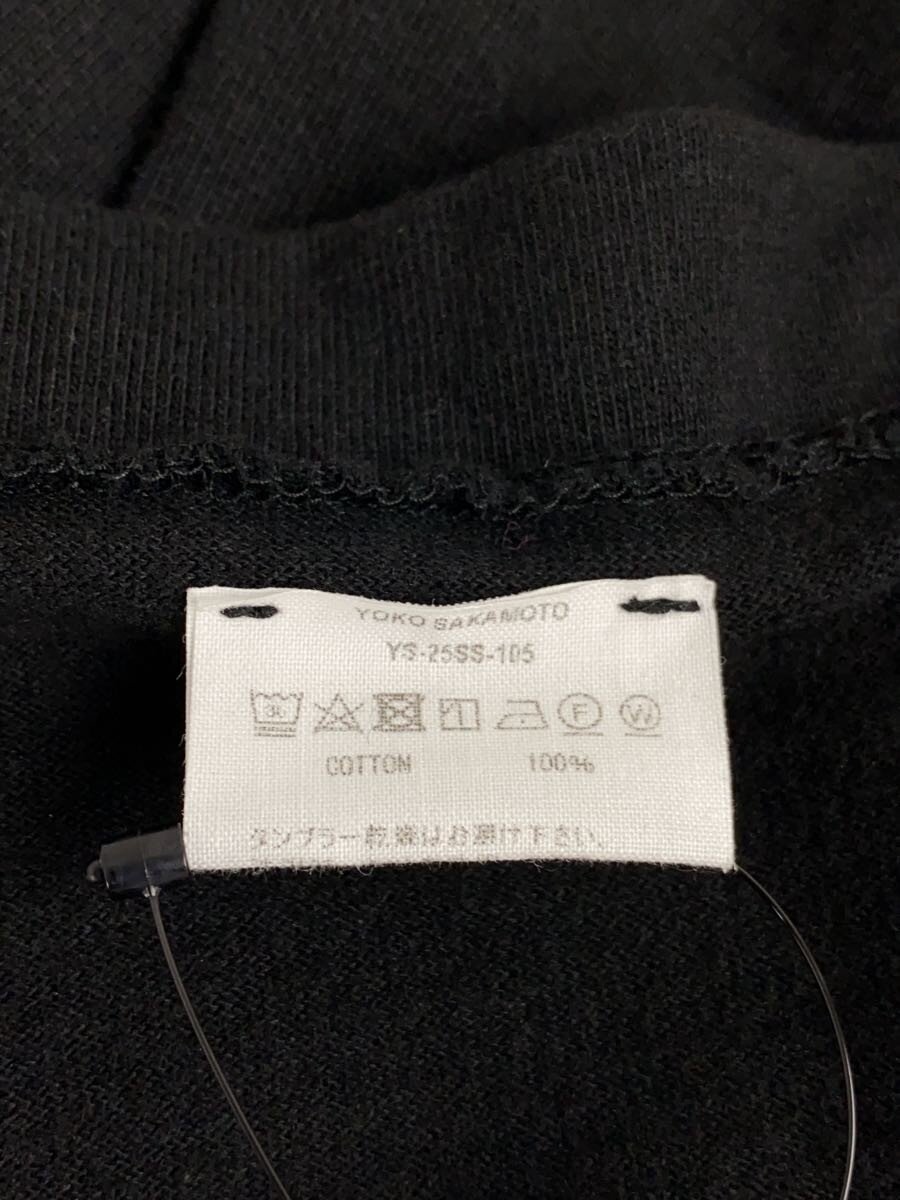 YOKO SAKAMOTO
YS-25SS-105
F W
COTTON 100%
タンブラー乾燥はお避け下さい。